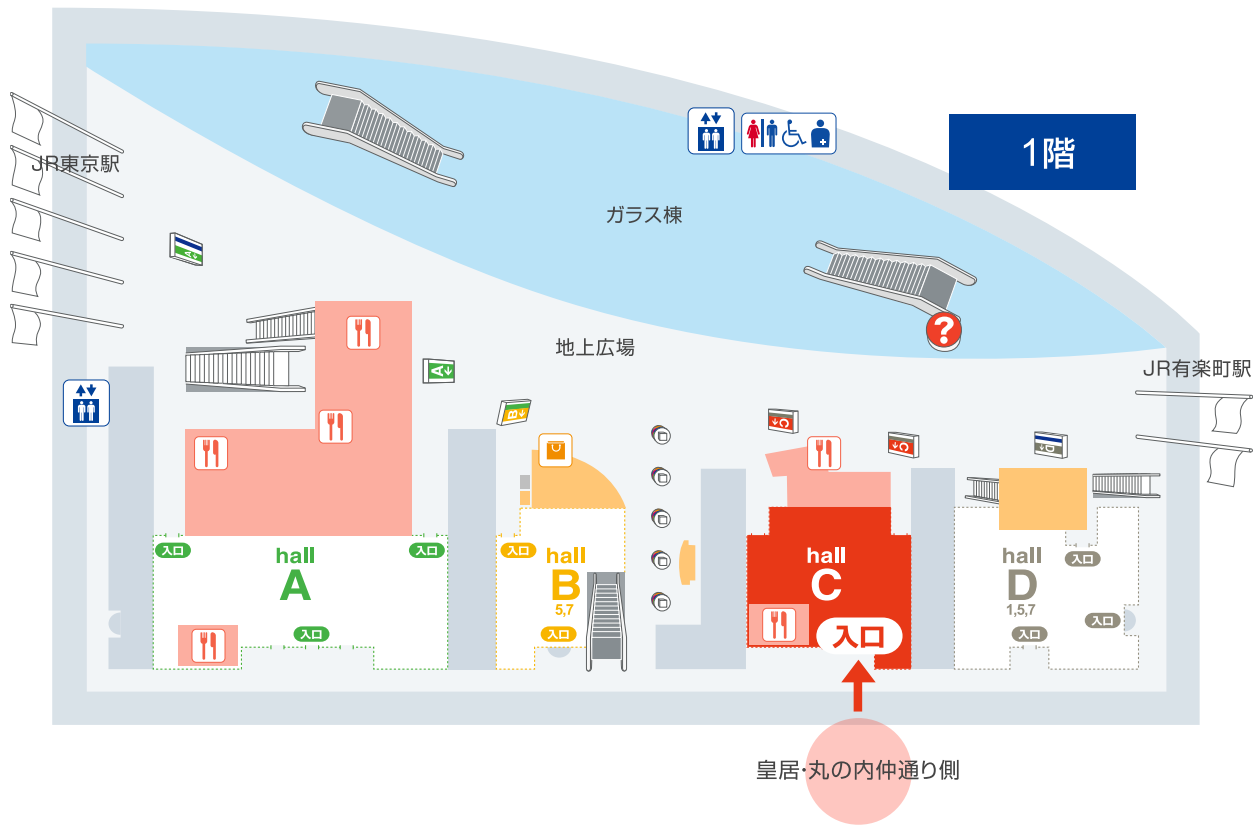 1階
JR東京駅
ガラス棟
A
地上広場
JR有楽町駅
A
B
C
C
D
?
hall
A
入口
入口
入口
hall
B
5,7
入口
入口
hall
C
入口
hall
D
1,5,7
入口
入口
入口
皇居・丸の内仲通り側